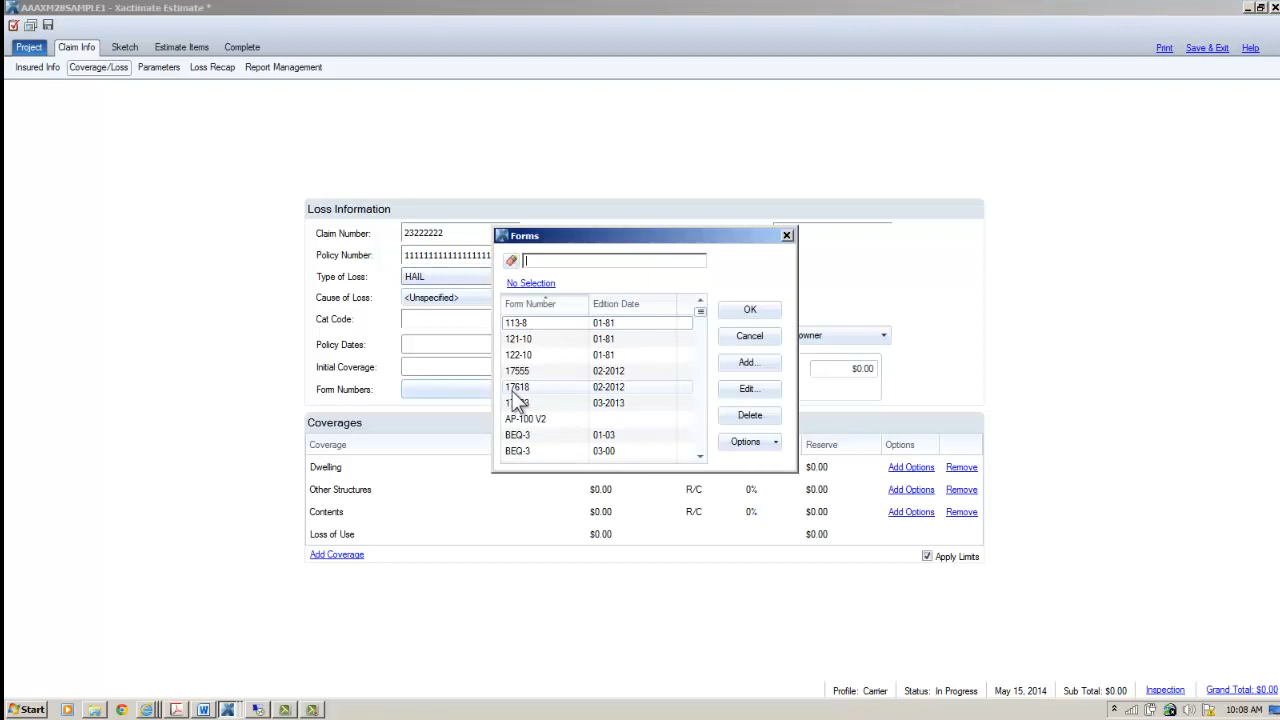 AAAXM28SAMPLE1 - Xactimate Estimate *
Project Claim Info Sketch Estimate Items Complete
Print Save & Exit Help
Insured Info Coverage/Loss Parameters Loss Recap Report Management
Loss Information
Claim Number: 23222222
Policy Number:
Type of Loss: HAIL
Cause of Loss: <Unspecified>
Cat Code:
Policy Dates:
Initial Coverage:
Form Numbers:
owner
$0.00
Forms
No Selection
Form Number Edition Date
113-8 01-81
121-10 01-81
122-10 01-81
17555 02-2012
17618 02-2012
03-2013
AP-100 V2
BEQ-3 01-03
BEQ-3 03-00
OK
Cancel
Add...
Edit...
Delete
Options
Coverages
Coverage Reserve Options
Dwelling $0.00 Add Options Remove
Other Structures $0.00 R/C 0% $0.00 Add Options Remove
Contents $0.00 R/C 0% $0.00 Add Options Remove
Loss of Use $0.00 $0.00
Add Coverage Apply Limits
Profile: Carrier Status: In Progress May 15, 2014 Sub Total: $0.00 Inspection Grand Total: $0.00
Start 10:08 AM